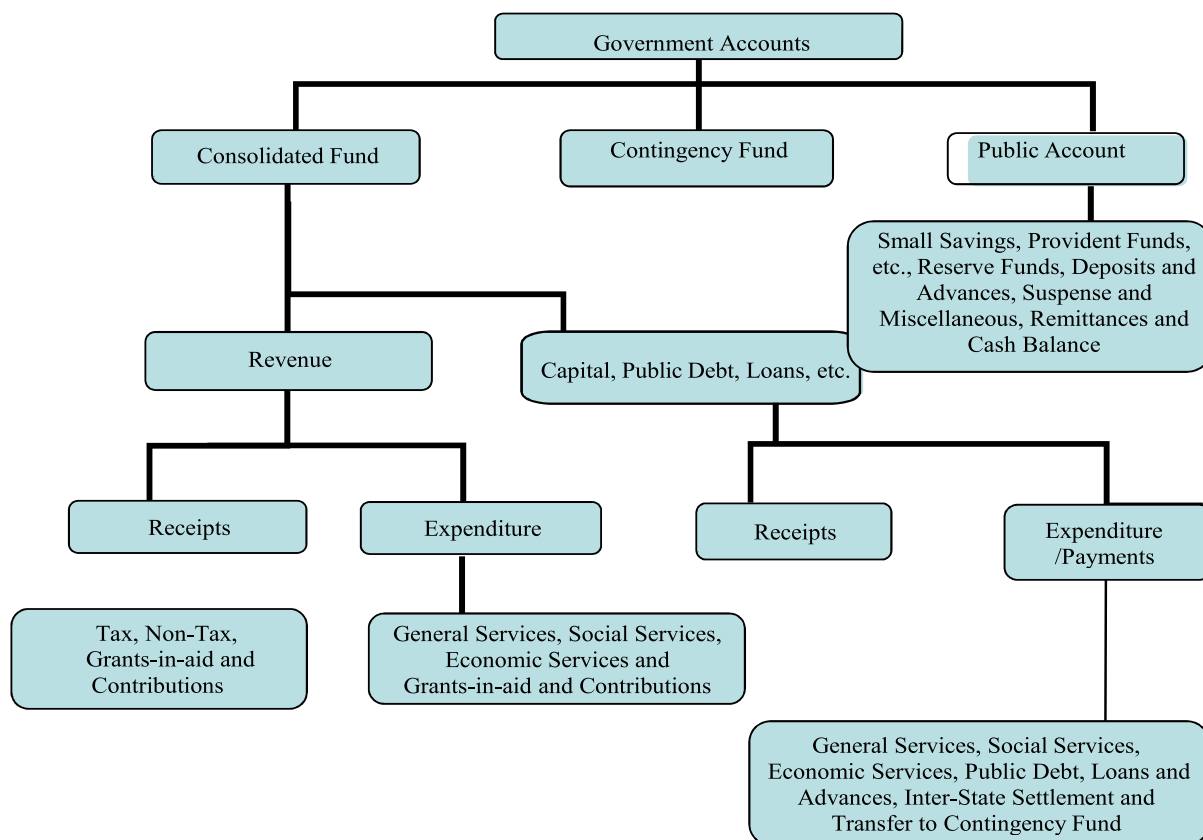 Government Accounts
Consolidated Fund
Contingency Fund
Public Account
Small Savings, Provident Funds,
etc., Reserve Funds, Deposits and
Advances, Suspense and
Miscellaneous, Remittances and
Cash Balance
Revenue
Capital, Public Debt, Loans, etc.
Receipts
Expenditure
Receipts
Expenditure
/Payments
Tax, Non-Tax,
Grants-in-aid and
Contributions
General Services, Social Services,
Economic Services and
Grants-in-aid and Contributions
General Services, Social Services,
Economic Services, Public Debt, Loans and
Advances, Inter-State Settlement and
Transfer to Contingency Fund